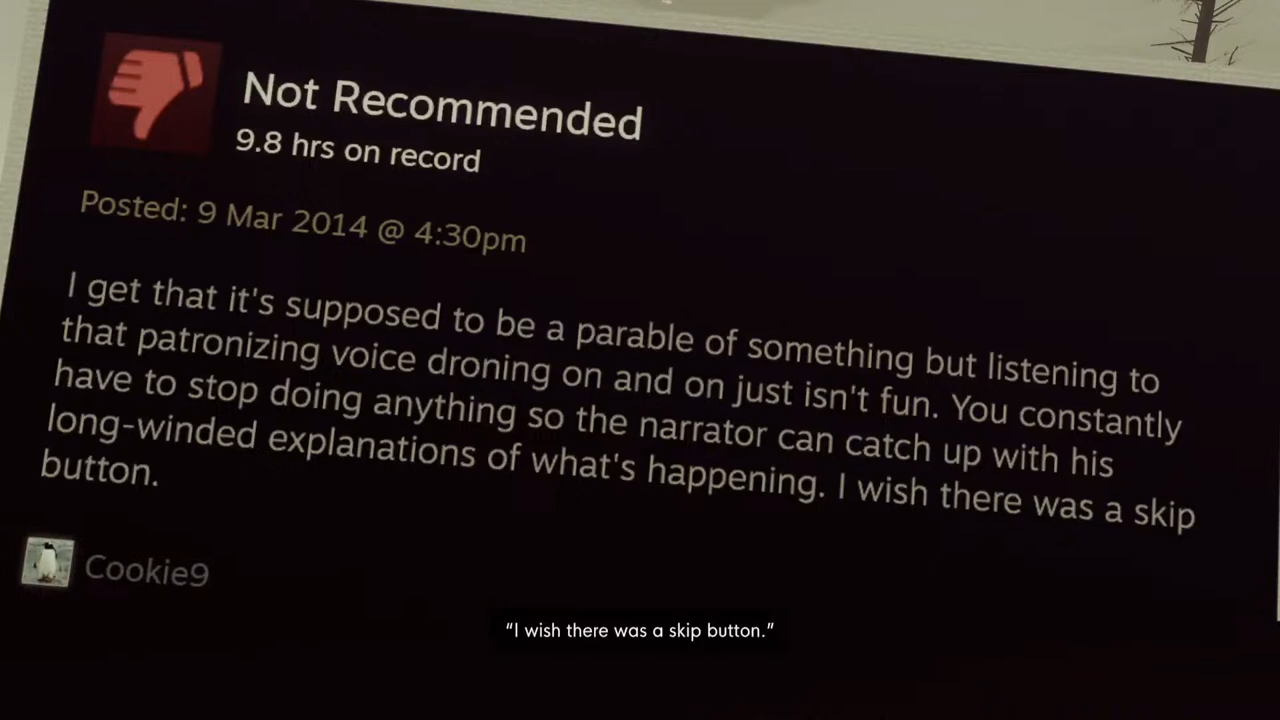 Not Recommended
9.8 hrs on record
Posted: 9 Mar 2014 @ 4:30pm
I get that it's supposed to be a parable of something but listening to
that patronizing voice droning on and on just isn't fun. You constantly
have to stop doing anything so the narrator can catch up with his
long-winded explanations of what's happening. I wish there was a skip
button.
Cookie9
“I wish there was a skip button.”